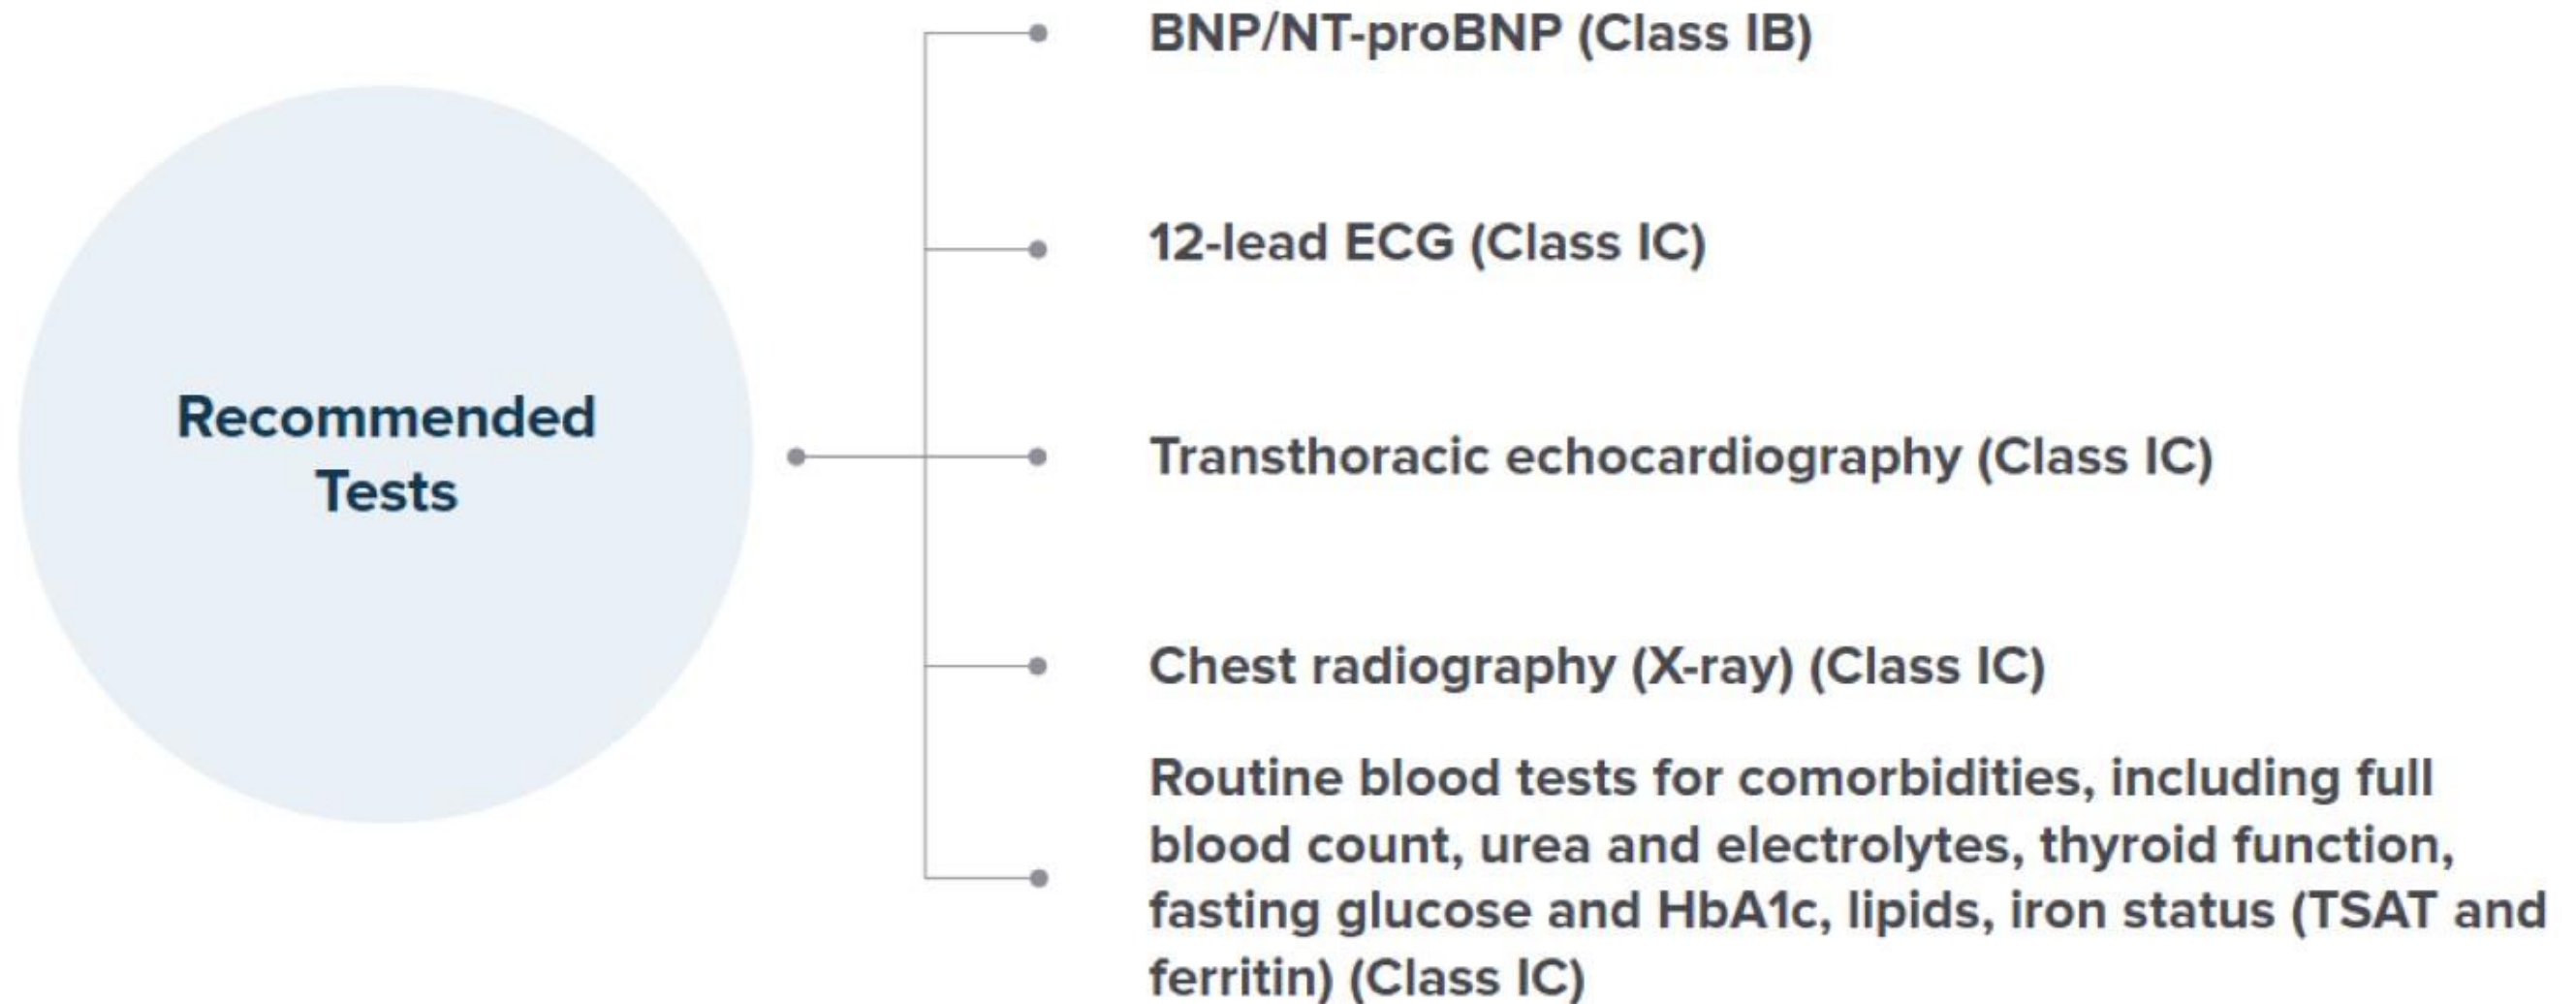 Recommended
Tests
BNP/NT-proBNP (Class IB)
12-lead ECG (Class IC)
Transthoracic echocardiography (Class IC)
Chest radiography (X-ray) (Class IC)
Routine blood tests for comorbidities, including full
blood count, urea and electrolytes, thyroid function,
fasting glucose and HbA1c, lipids, iron status (TSAT and
ferritin) (Class IC)